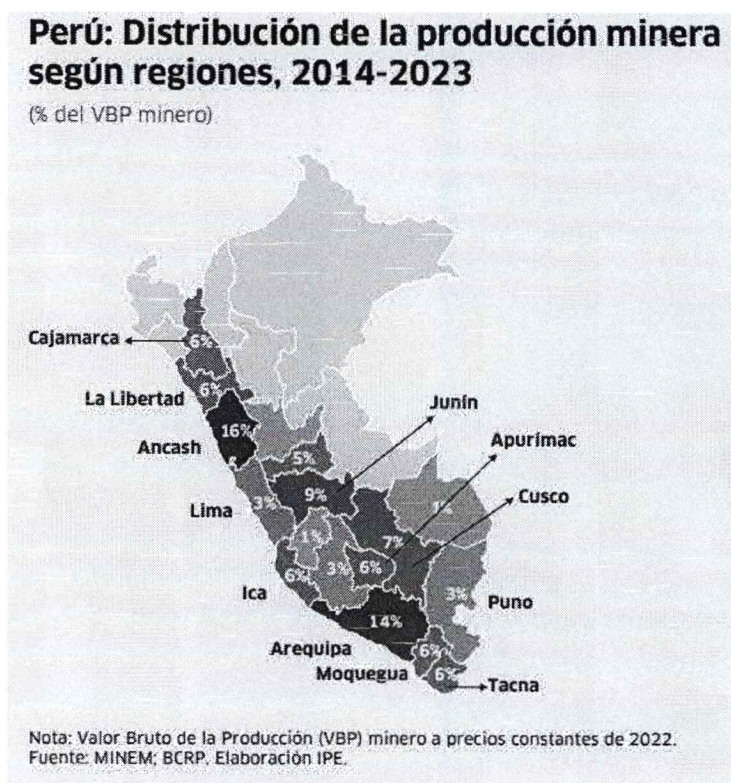 Perú: Distribución de la producción minera
según regiones, 2014-2023
(% del VBP minero)
Cajamarca
6%
La Libertad
6%
Ancash
16%
Junín
Apurímac
Cusco
5%
9%
Lima
3%
1%
1%
7%
Ica
6%
3%
6%
3%
Puno
14%
Arequipa
6%
Moquegua
6%
Tacna
Nota: Valor Bruto de la Producción (VBP) minero a precios constantes de 2022.
Fuente: MINEM; BCRP. Elaboración IPE.